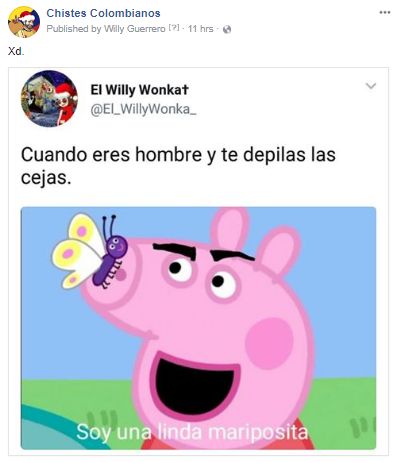 Chistes Colombianos
Published by Willy Guerrero [?] · 11 hrs ·
Xd.
El Willy Wonka†
@El_WillyWonka_
Cuando eres hombre y te depilas las
cejas.
Soy una linda mariposita